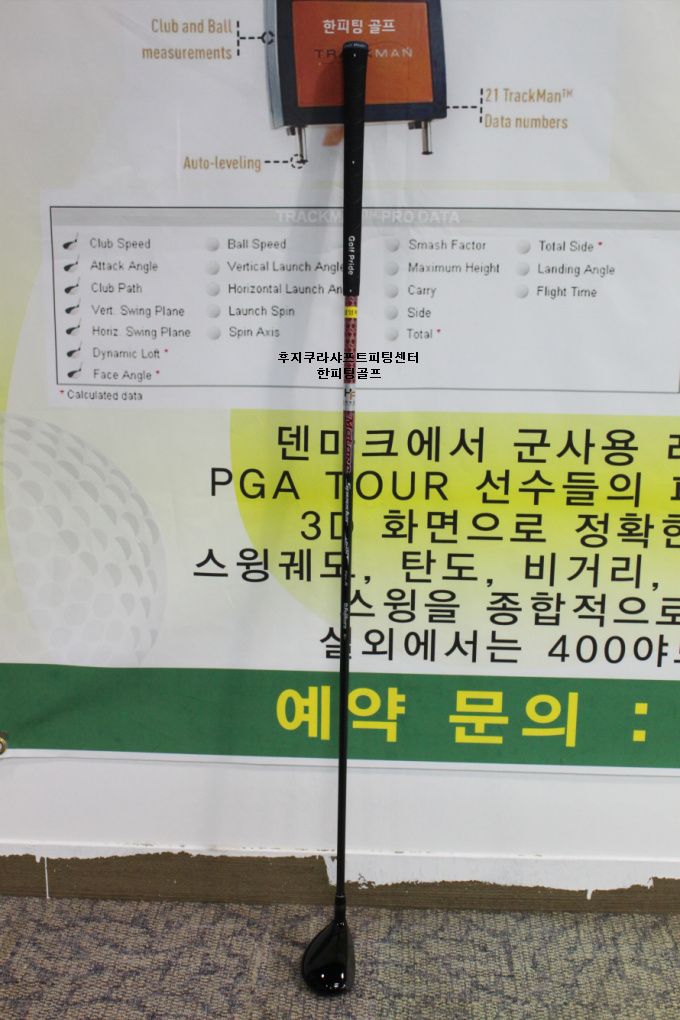 Club and Ball
measurements
한피팅 골프
TRACKMAN
21 TrackMan™
Data numbers
Auto-leveling
TRACKMAN™ PRO DATA
Club Speed Ball Speed Smash Factor Total Side *
Attack Angle Vertical Launch Angle Maximum Height Landing Angle
Club Path Horizontal Launch An Carry Flight Time
Vert. Swing Plane Launch Spin Side
Horiz. Swing Plane Spin Axis Total *
Dynamic Loft *
Face Angle *
* Calculated data
Golf Pride
후지쿠라샤프트피팅센터
한피팅골프
덴마크에서 군사용
PGA TOUR 선수들의
3D 화면으로 정확한
스윙궤도, 탄도, 비거리,
스윙을 종합적으로
실외에서는 400야
예약 문의 :